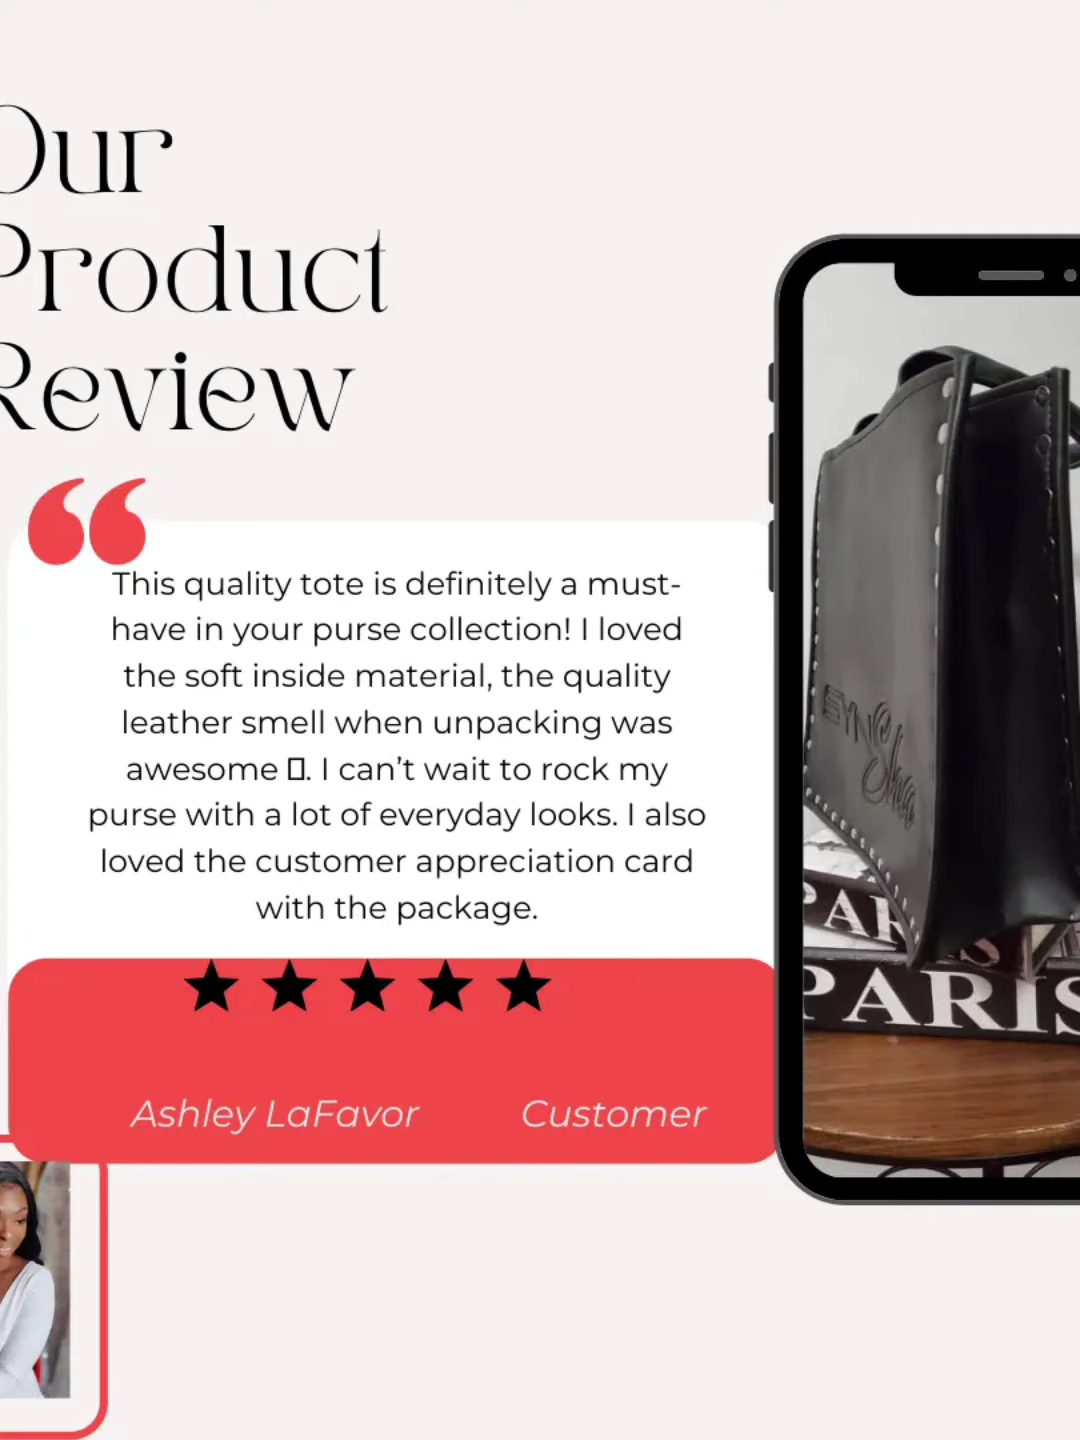 Our
Product
Review
This quality tote is definitely a must-
have in your purse collection! I loved
the soft inside material, the quality
leather smell when unpacking was
awesome ▯. I can’t wait to rock my
purse with a lot of everyday looks. I also
loved the customer appreciation card
with the package.
Ashley LaFavor Customer
SYNCha
PARIS
PARIS